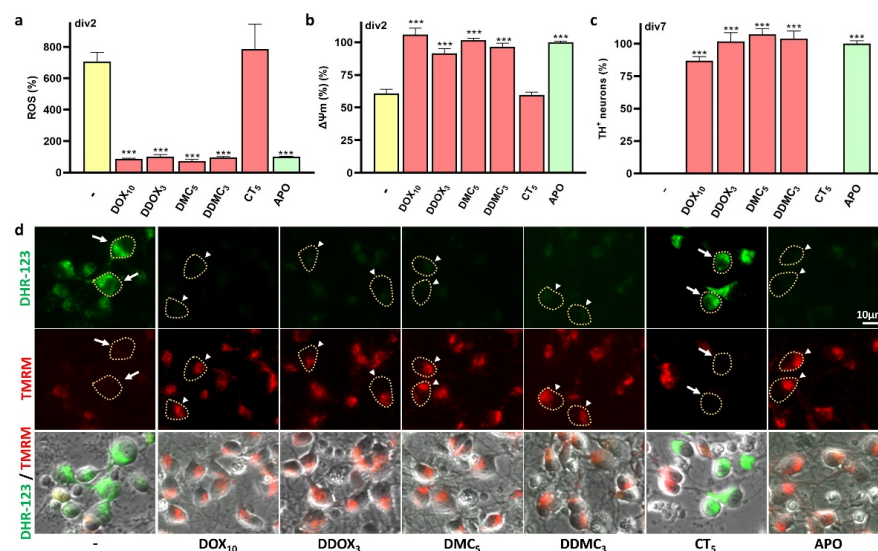 a
div2
ROS (%)
800
600
400
200
0
***
***
***
***
***
-
DOX₁₀
DDOX₃
DMC₅
DDMC₃
CT₅
APO
b
div2
ΔΨm (%) (%)
100
75
50
25
0
***
***
***
***
***
-
DOX₁₀
DDOX₃
DMC₅
DDMC₃
CT₅
APO
c
div7
TH⁺ neurons (%)
100
75
50
25
0
***
***
***
***
***
-
DOX₁₀
DDOX₃
DMC₅
DDMC₃
CT₅
APO
d
DHR-123
10μm
TMRM
DHR-123 / TMRM
-
DOX₁₀
DDOX₃
DMC₅
DDMC₃
CT₅
APO